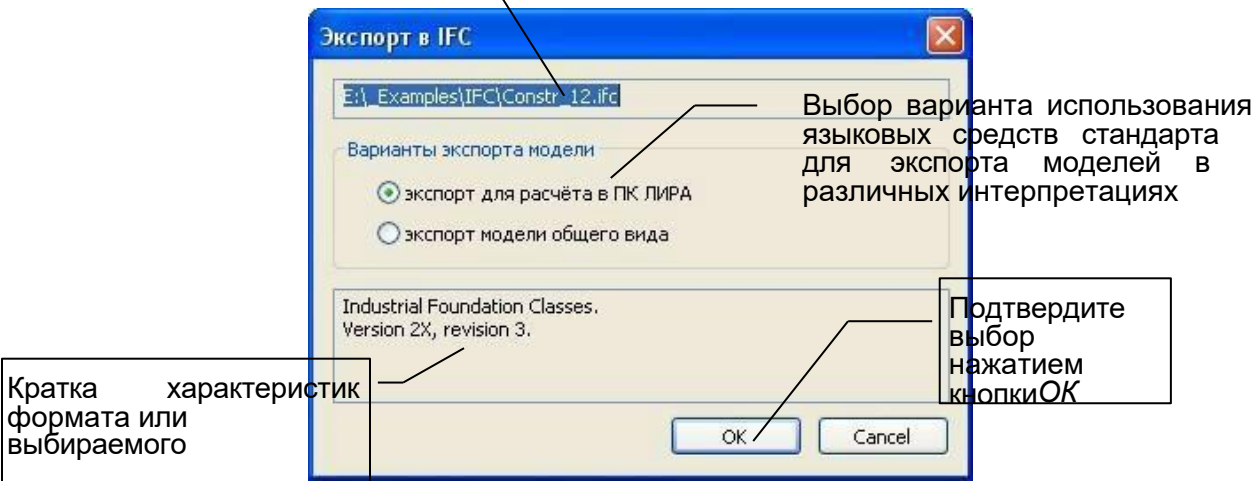 Экспорт в IFC
E:\_Examples\IFC\Constr_12.ifc
Выбор варианта использования
языковых средств стандарта
для экспорта моделей в
различных интерпретациях
Варианты экспорта модели
экспорт для расчёта в ПК ЛИРА
экспорт модели общего вида
Industrial Foundation Classes.
Version 2X, revision 3.
Подтвердите
выбор
нажатием
кнопкиОК
Кратка характеристик
формата или
выбираемого
OK
Cancel